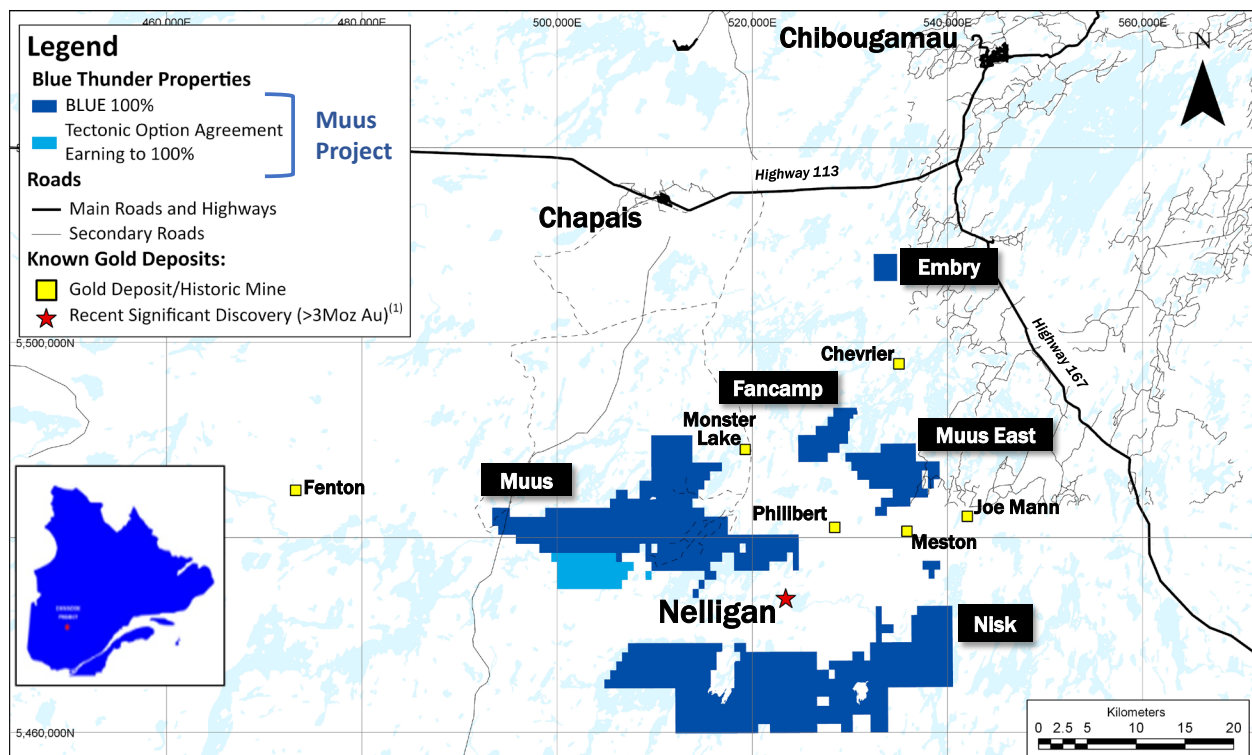 460,000E
480,000E
500,000E
520,000E
540,000E
560,000E
Legend
Blue Thunder Properties
BLUE 100%
Tectonic Option Agreement
Earning to 100%
Muus
Project
Roads
Main Roads and Highways
Secondary Roads
Known Gold Deposits:
Gold Deposit/Historic Mine
Recent Significant Discovery (>3Moz Au)(1)
Chibougamau
N
Highway 113
Chapais
Embry
Highway 167
5,500,000N
Chevrier
Fancamp
Monster
Lake
Muus East
Muus
Fenton
Philibert
Joe Mann
Meston
Nelligan
Nisk
5,460,000N
Kilometers
0 2.5 5 10 15 20